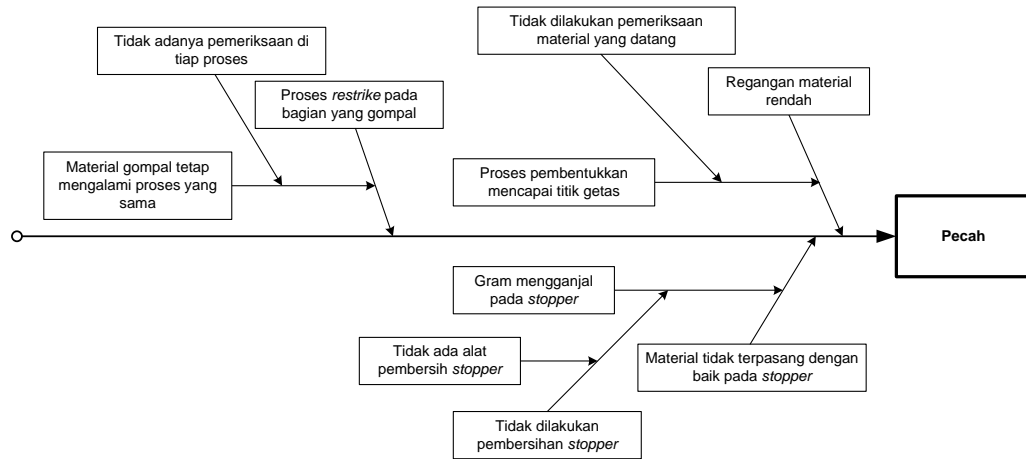 Tidak adanya pemeriksaan di
tiap proses
Proses restrike pada
bagian yang gompal
Material gompal tetap
mengalami proses yang
sama
Tidak dilakukan pemeriksaan
material yang datang
Regangan material
rendah
Proses pembentukkan
mencapai titik getas
Pecah
Gram mengganjal
pada stopper
Tidak ada alat
pembersih stopper
Material tidak terpasang dengan
baik pada stopper
Tidak dilakukan
pembersihan stopper